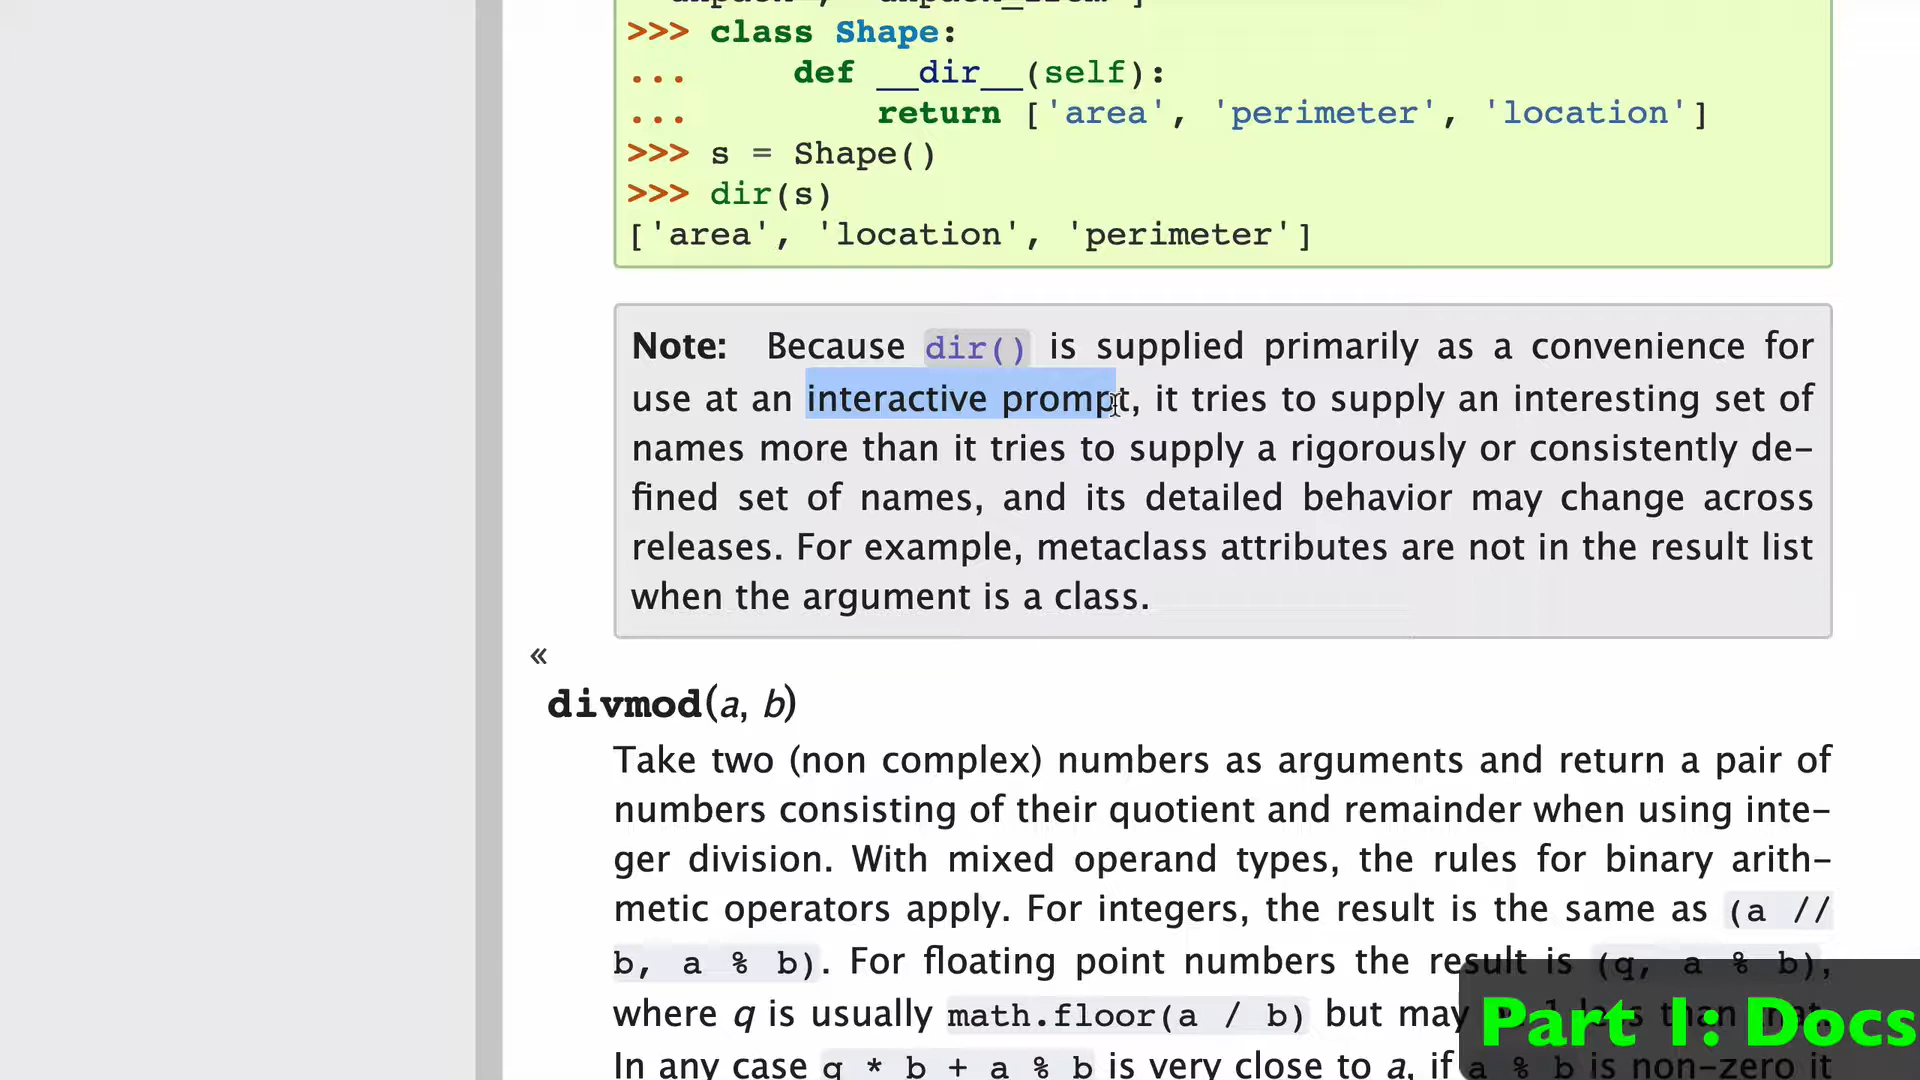 >>> class Shape:
...     def __dir__(self):
...         return ['area', 'perimeter', 'location']
>>> s = Shape()
>>> dir(s)
['area', 'location', 'perimeter']
Note: Because dir() is supplied primarily as a convenience for
use at an interactive prompt, it tries to supply an interesting set of
names more than it tries to supply a rigorously or consistently de-
fined set of names, and its detailed behavior may change across
releases. For example, metaclass attributes are not in the result list
when the argument is a class.
«
divmod(a, b)
Take two (non complex) numbers as arguments and return a pair of
numbers consisting of their quotient and remainder when using inte-
ger division. With mixed operand types, the rules for binary arith-
metic operators apply. For integers, the result is the same as (a //
b, a % b). For floating point numbers the result is (q, a % b),
where q is usually math.floor(a / b) but may
In any case q * b + a % b is very close to a, if a % b is non-zero it
Part 1: Docs